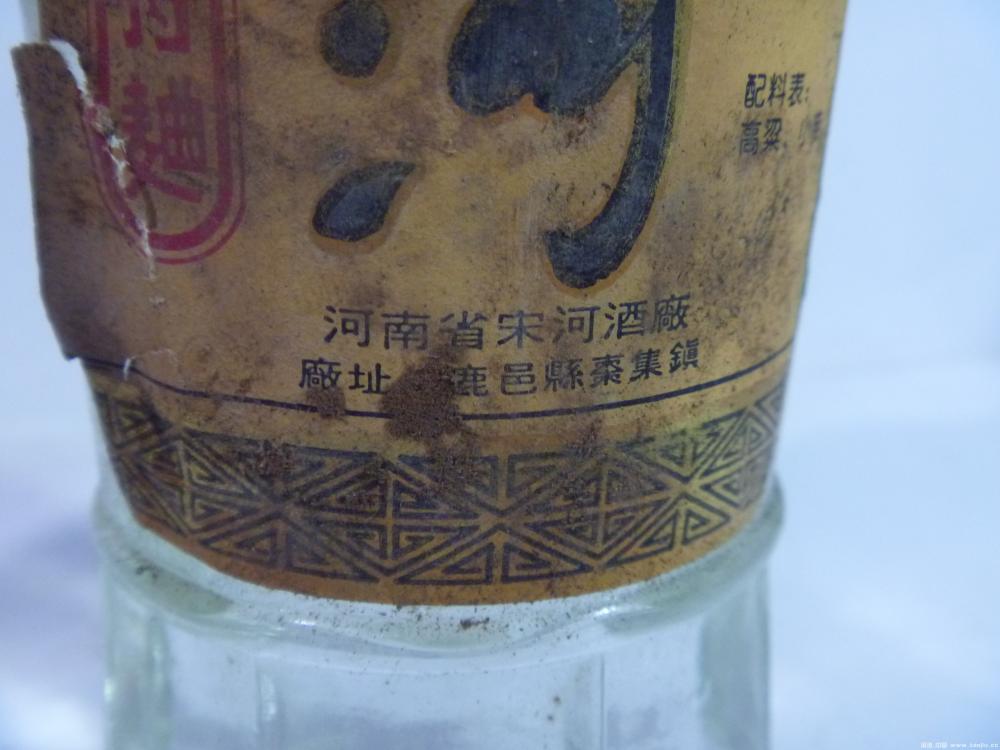 河
麯
配料表:
高粱、小
河南省宋河酒廠
廠址 鹿邑縣棗集鎮